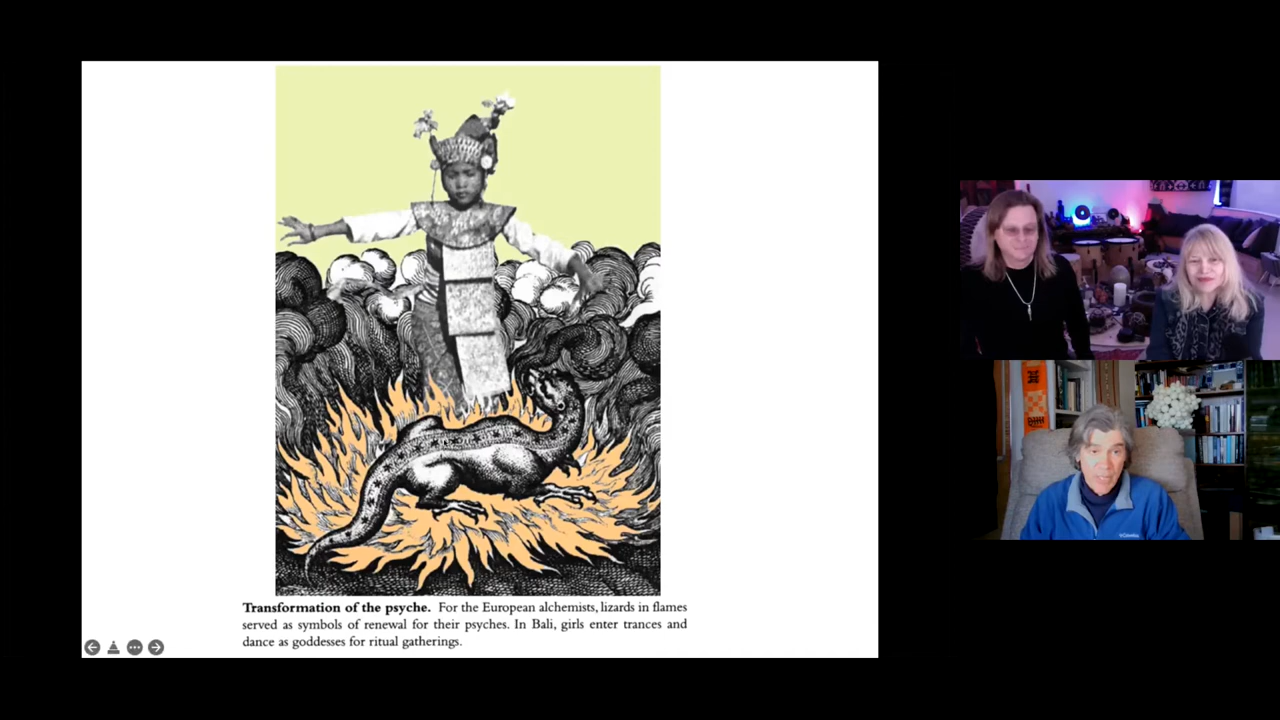 Transformation of the psyche. For the European alchemists, lizards in flames
served as symbols of renewal for their psyches. In Bali, girls enter trances and
dance as goddesses for ritual gatherings.
Columbia